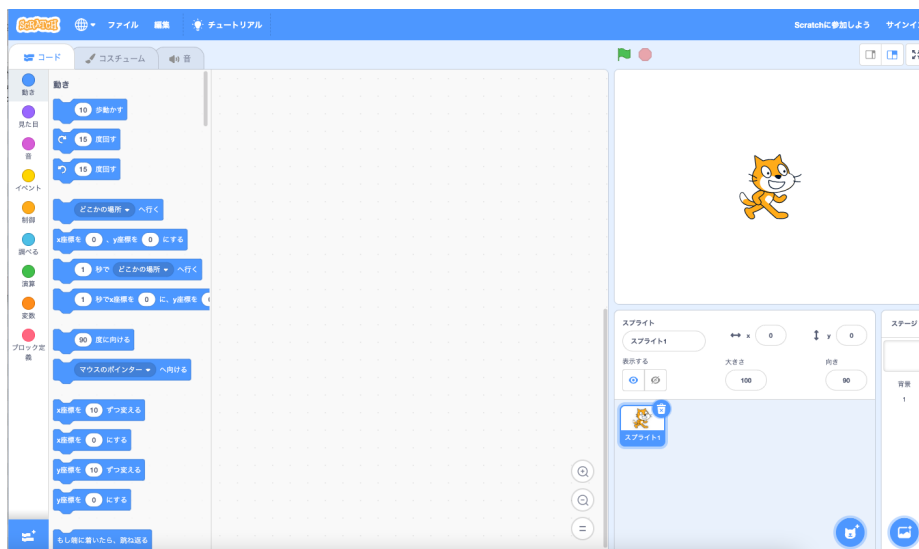 SCRATCH ファイル 編集 チュートリアル Scratchに参加しよう サインイン
コード コスチューム 音
動き
見た目
音
イベント
制御
調べる
演算
変数
ブロック定義
動き
10 歩動かす
15 度回す
15 度回す
どこかの場所 へ行く
x座標を 0 、y座標を 0 にする
1 秒で どこかの場所 へ行く
1 秒でx座標を 0 に、y座標を
90 度に向ける
マウスのポインター へ向ける
x座標を 10 ずつ変える
x座標を 0 にする
y座標を 10 ずつ変える
y座標を 0 にする
もし端に着いたら、跳ね返る
スプライト
スプライト1 x 0 y 0
表示する 大きさ 100 向き 90
スプライト1
ステージ
背景
1